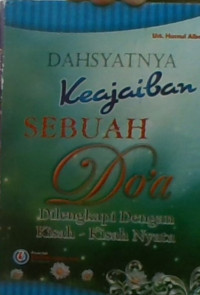 DAHSYATNYA
Keajaiban
SEBUAH
Do'a
Dilengkapi Dengan
Kisah - Kisah Nyata